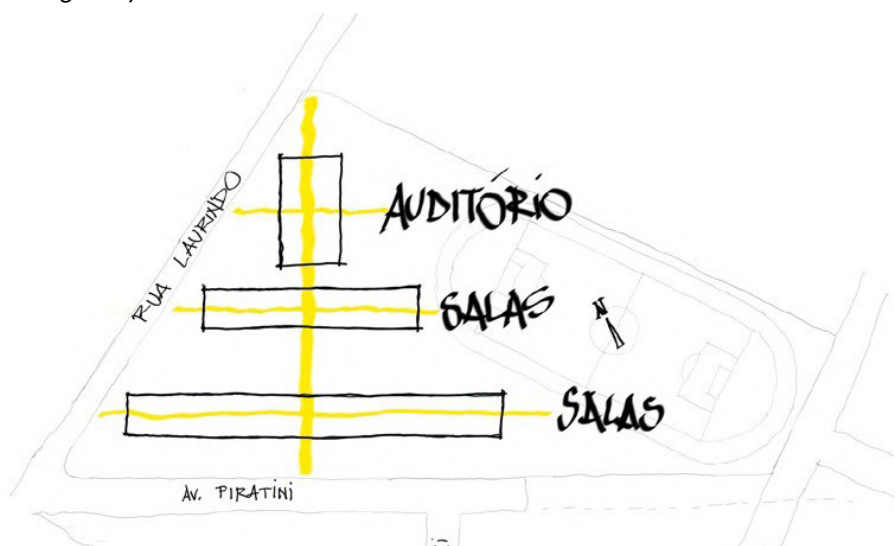 RUA LAURINDO
AUDITÓRIO
SALAS
N
SALAS
AV. PIRATINI